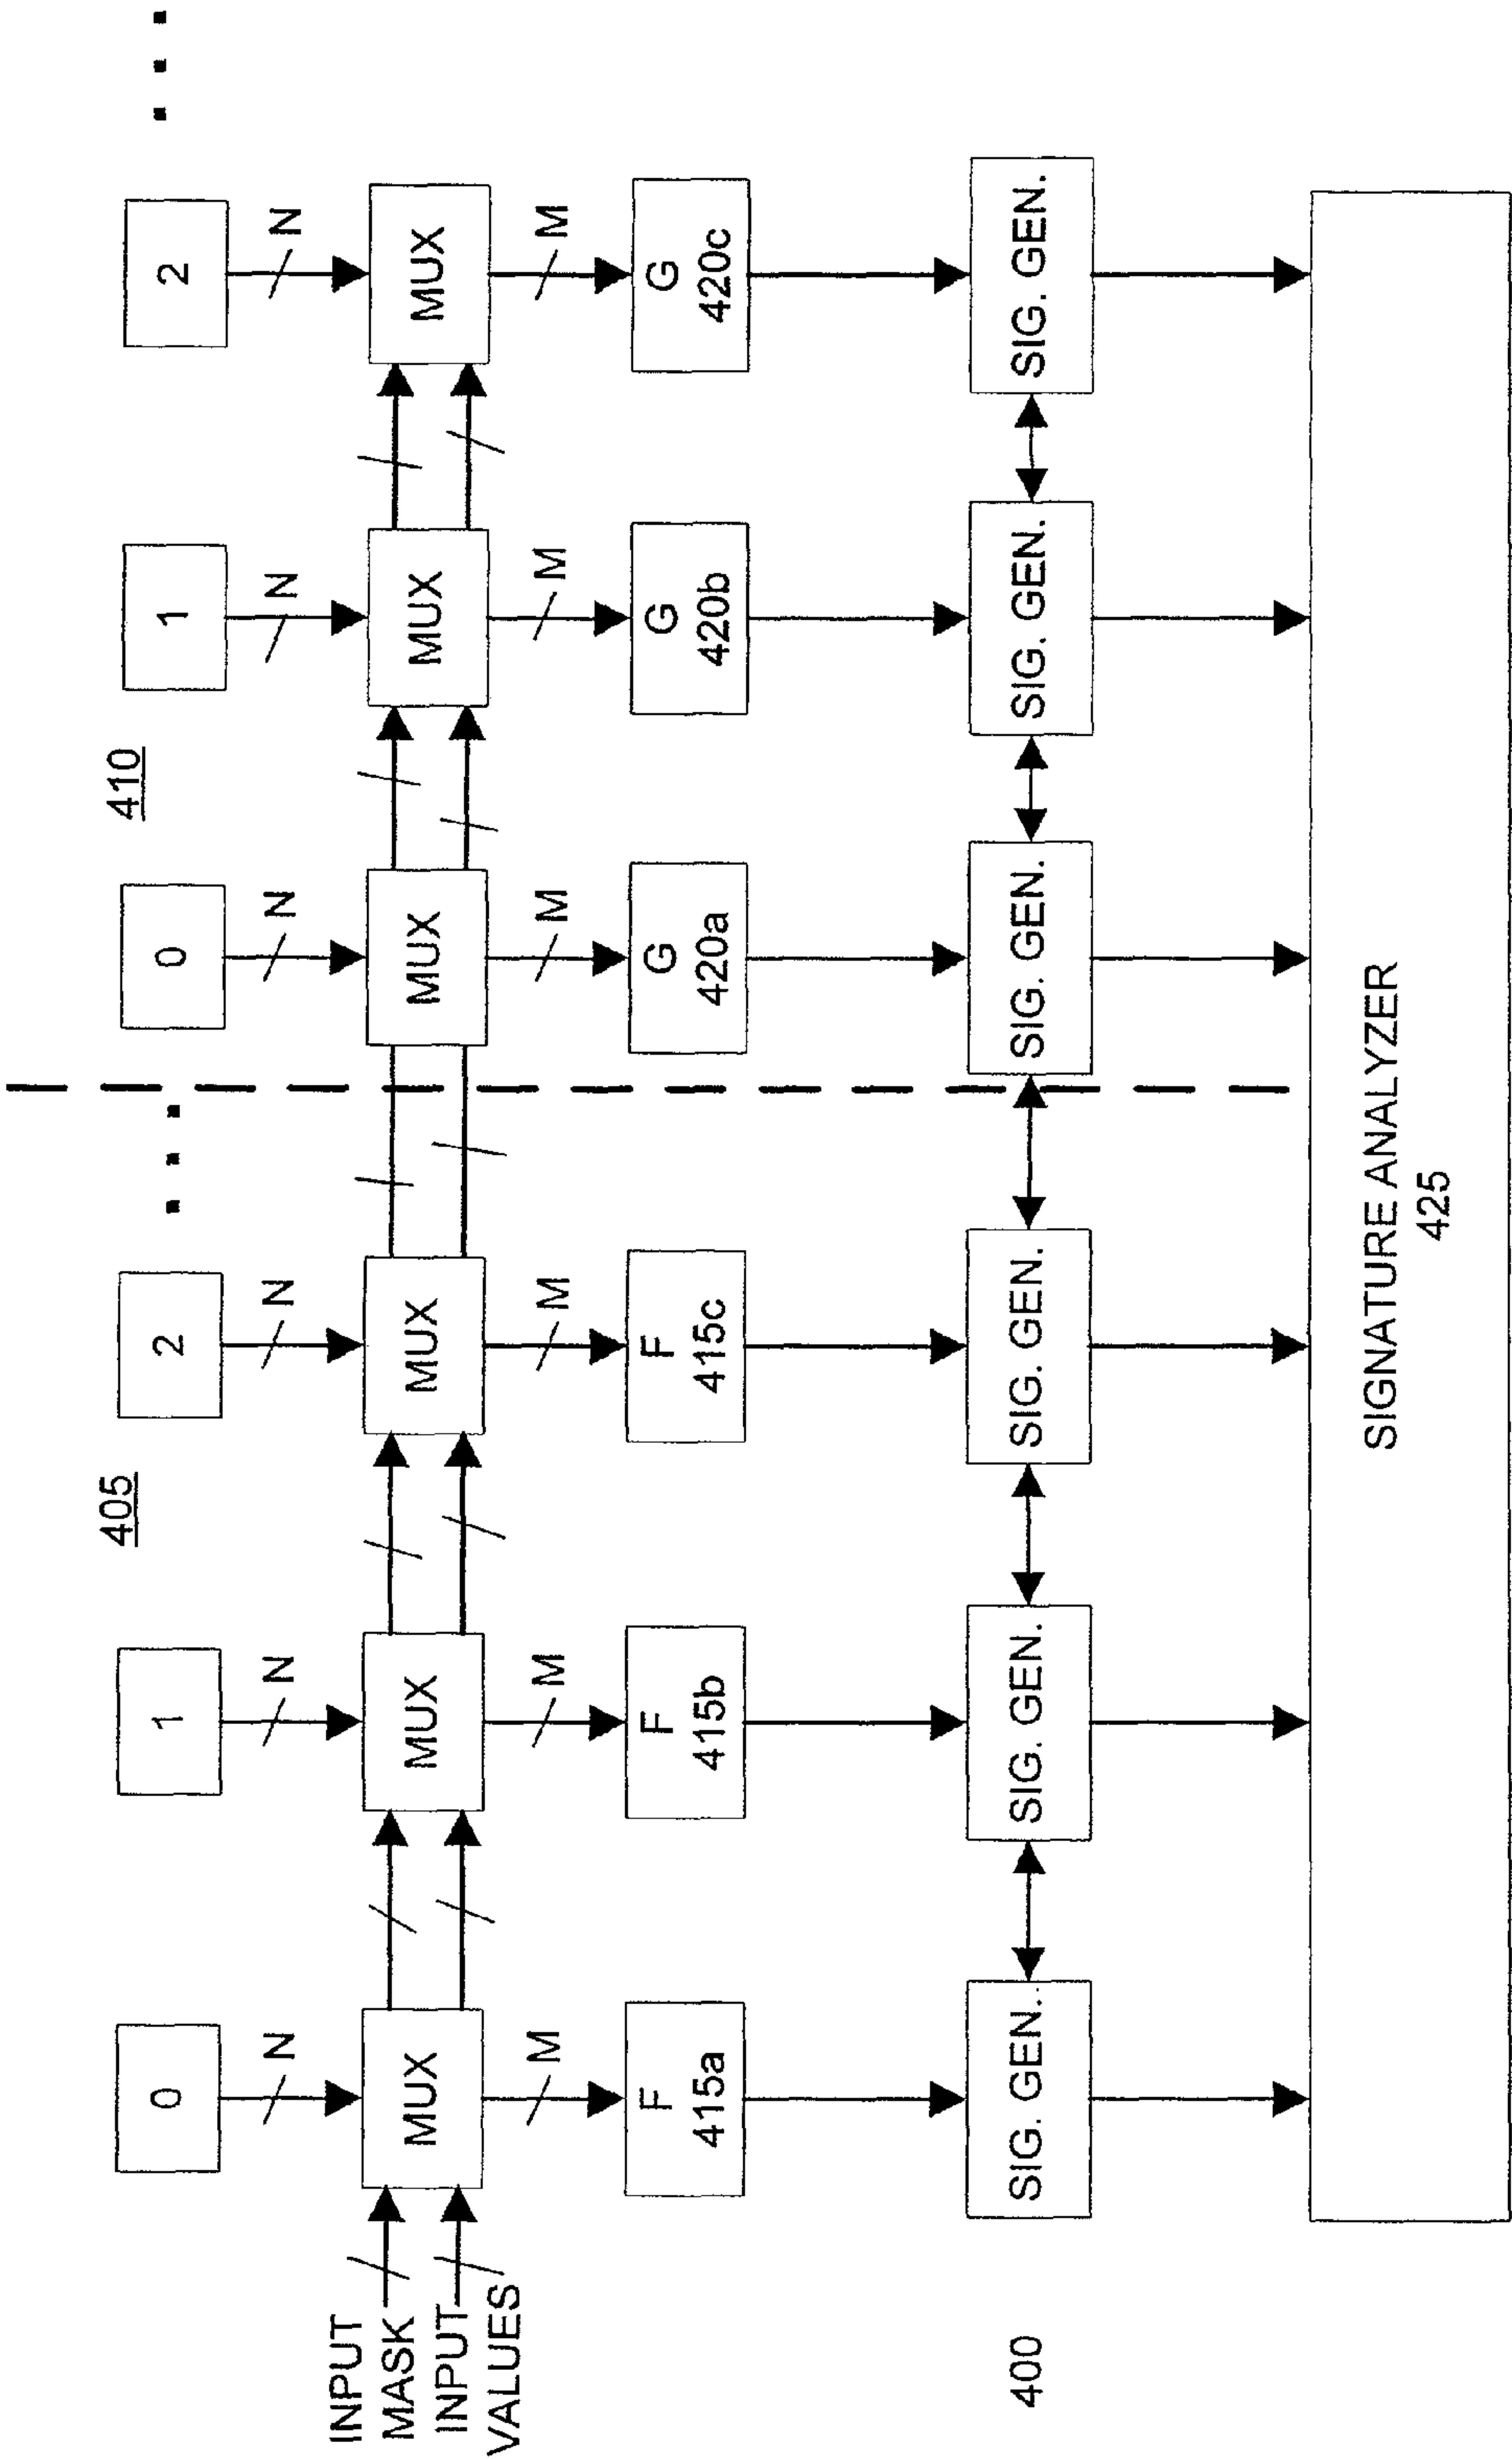 405
410
0
1
2
0
1
2
N
N
N
N
N
N
INPUT
MASK
INPUT
VALUES
MUX
MUX
MUX
MUX
MUX
MUX
M
M
M
M
M
M
F
415a
F
415b
F
415c
G
420a
G
420b
G
420c
400
SIG. GEN.
SIG. GEN.
SIG. GEN.
SIG. GEN.
SIG. GEN.
SIG. GEN.
SIGNATURE ANALYZER
425